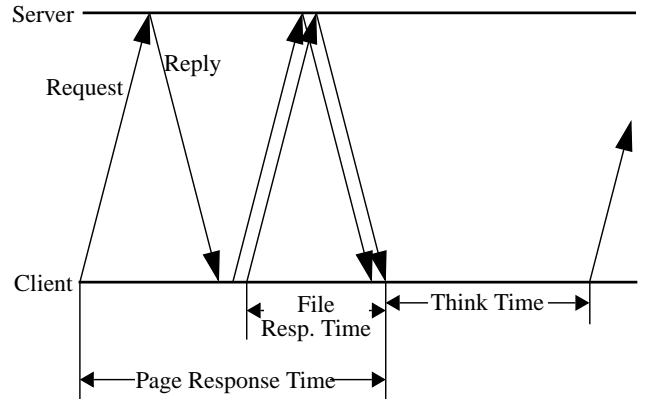 Server
Reply
Request
Client
File
Resp. Time
Think Time
Page Response Time